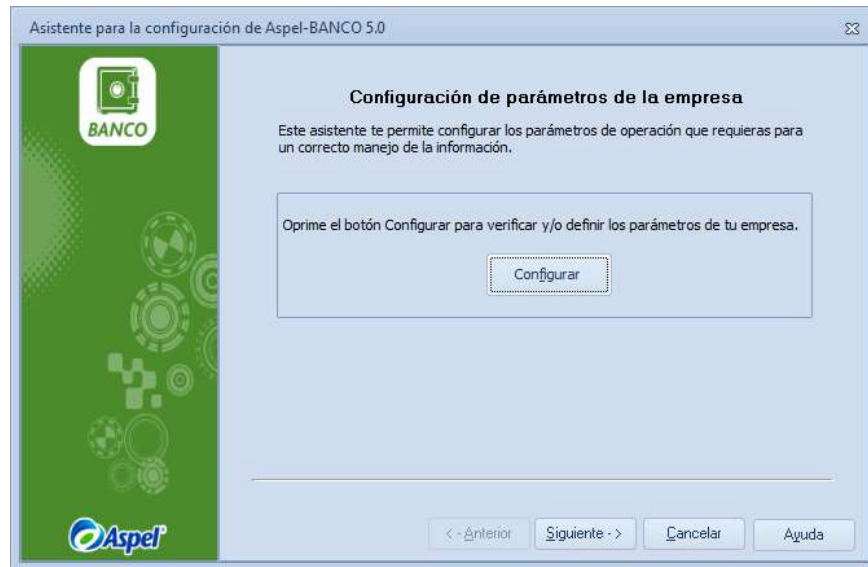 Asistente para la configuración de Aspel-BANCO 5.0
BANCO
Configuración de parámetros de la empresa
Este asistente te permite configurar los parámetros de operación que requieras para
un correcto manejo de la información.
Oprime el botón Configurar para verificar y/o definir los parámetros de tu empresa.
Configurar
Aspel®
< - Anterior
Siguiente - >
Cancelar
Ayuda